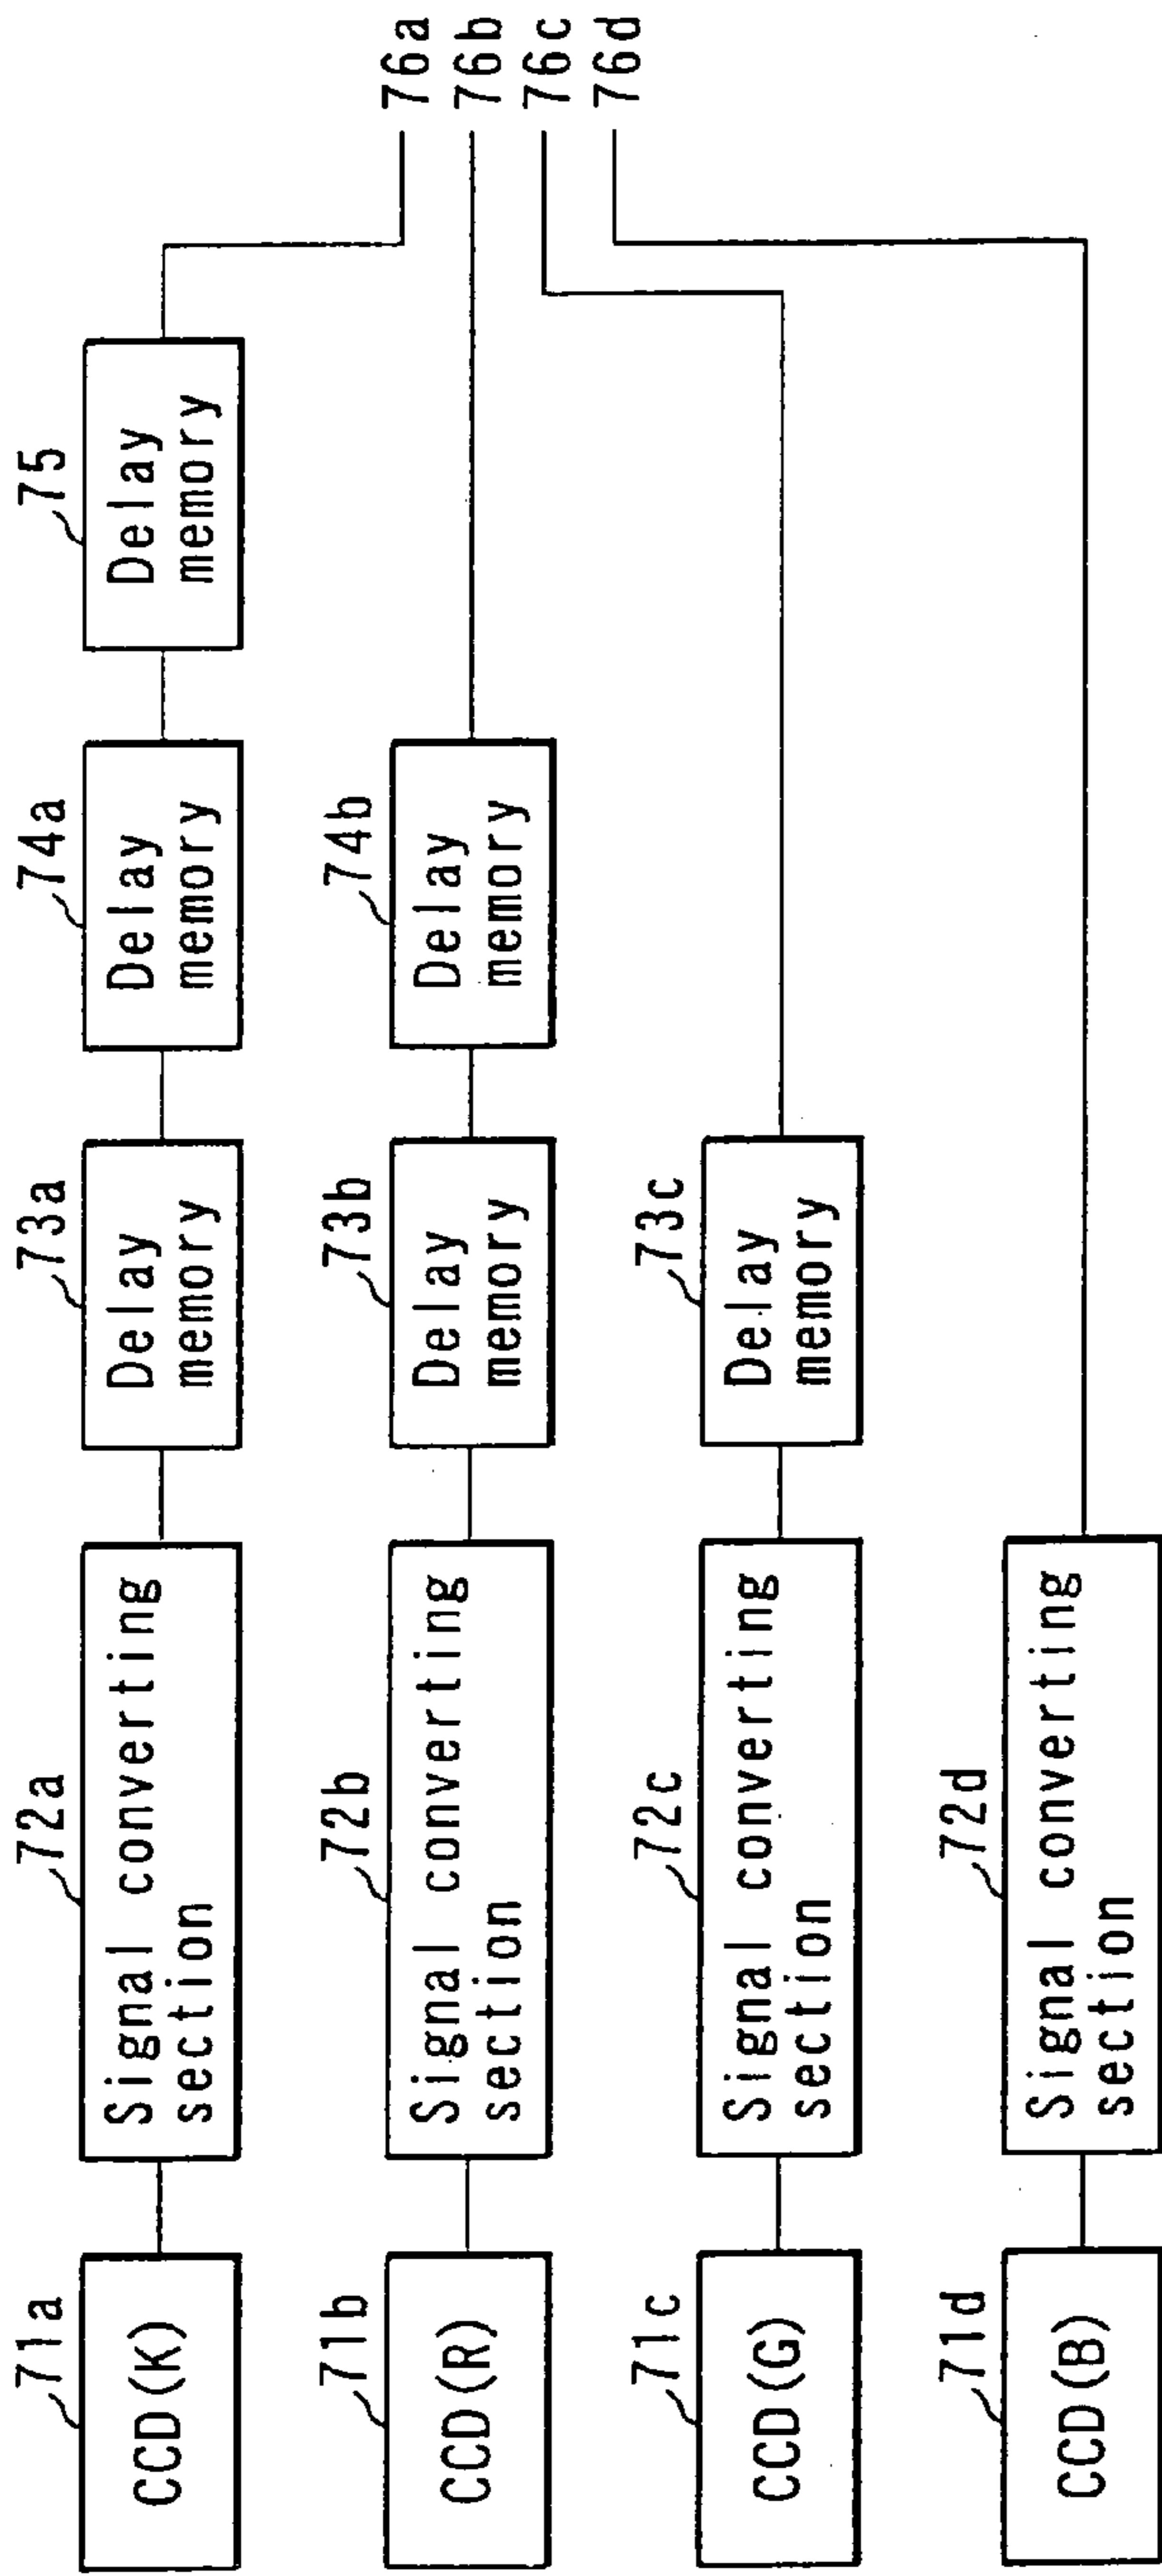 71a
CCD(K)
72a
Signal converting
section
73a
Delay
memory
74a
Delay
memory
75
Delay
memory
76a
71b
CCD(R)
72b
Signal converting
section
73b
Delay
memory
74b
Delay
memory
76b
71c
CCD(G)
72c
Signal converting
section
73c
Delay
memory
76c
71d
CCD(B)
72d
Signal converting
section
76d